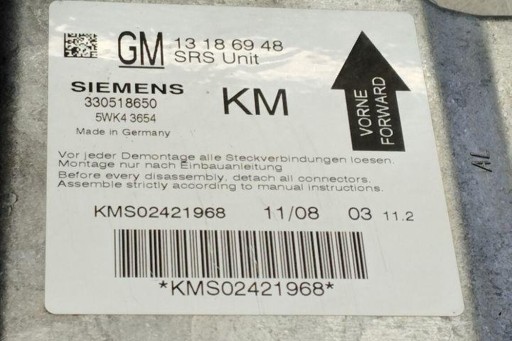 GM 13 18 69 48
SRS Unit
SIEMENS
330518650
5WK4 3654
Made in Germany
KM
VORNE
FORWARD
Vor jeder Demontage alle Steckverbindungen loesen.
Montage nur nach Einbauanleitung
Before every disassembly, detach all connectors.
Assemble strictly according to manual instructions.
KMS02421968 11/08 03 11.2
*KMS02421968*